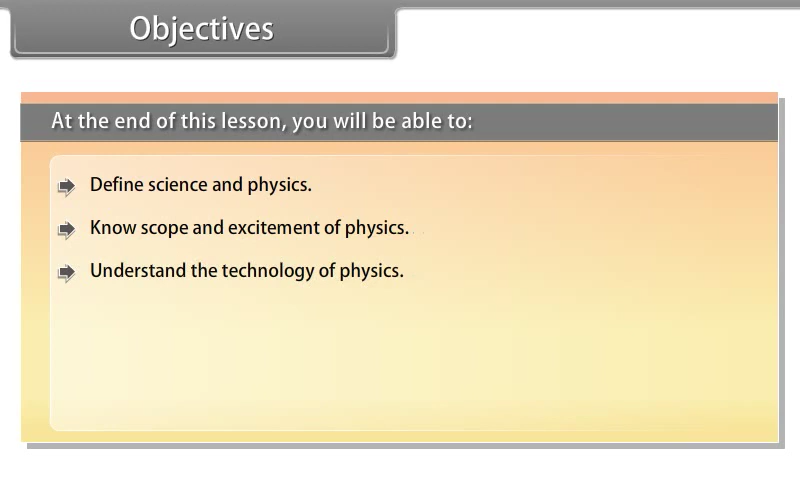 Objectives
At the end of this lesson, you will be able to:
Define science and physics.
Know scope and excitement of physics.
Understand the technology of physics.